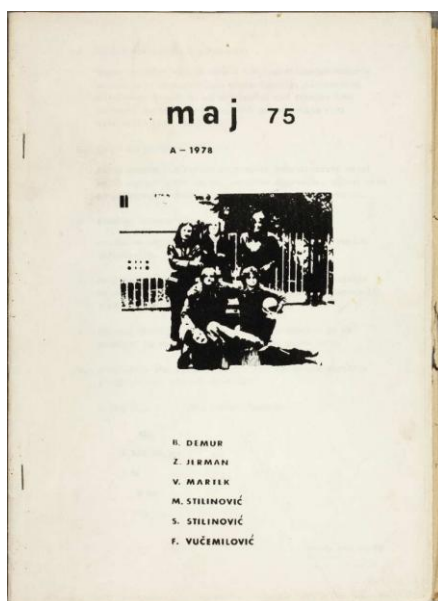 maj 75
A – 1978
B. DEMUR
Ž. JERMAN
V. MARTEK
M. STILINOVIĆ
S. STILINOVIĆ
F. VUČEMILOVIĆ